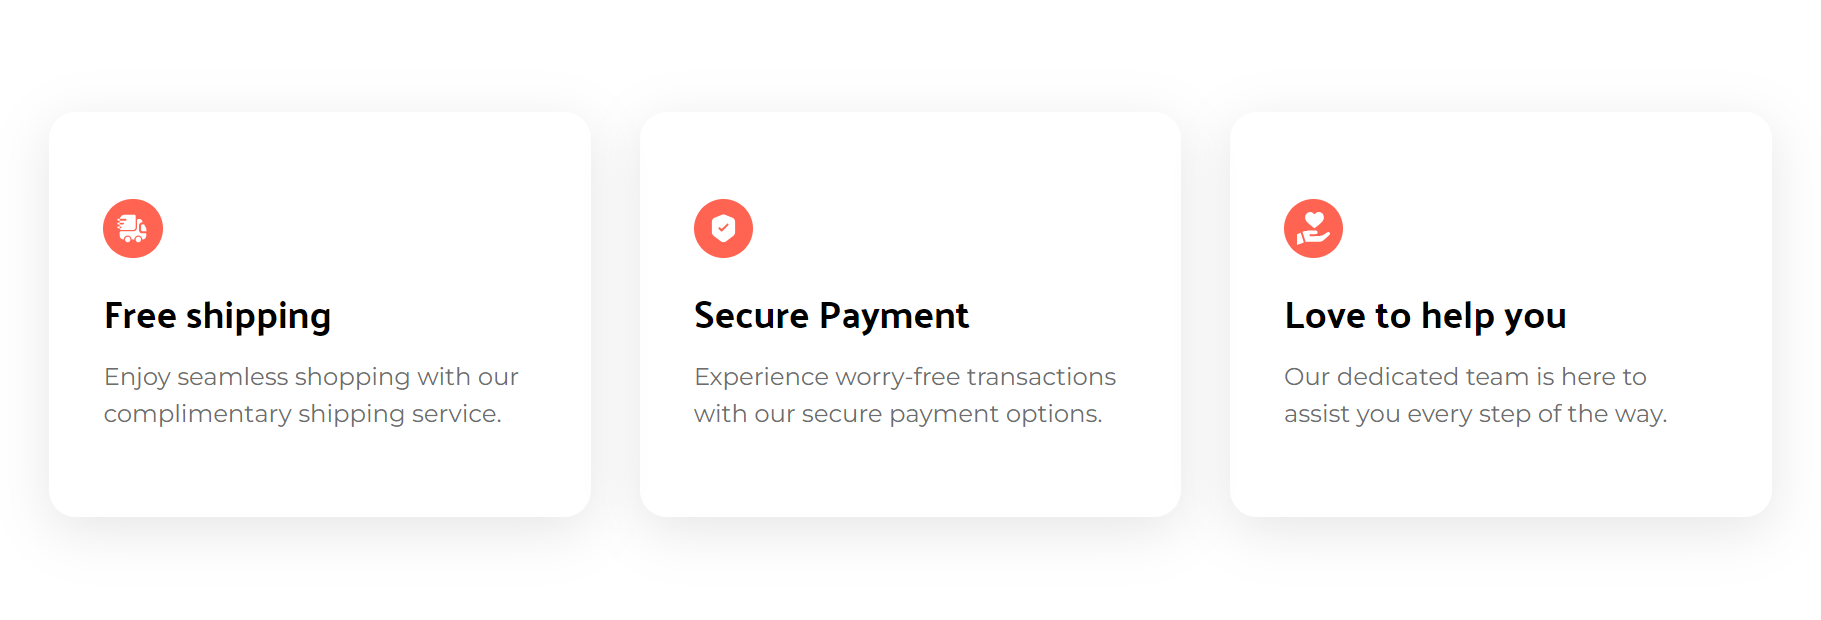 Free shipping
Enjoy seamless shopping with our
complimentary shipping service.
Secure Payment
Experience worry-free transactions
with our secure payment options.
Love to help you
Our dedicated team is here to
assist you every step of the way.